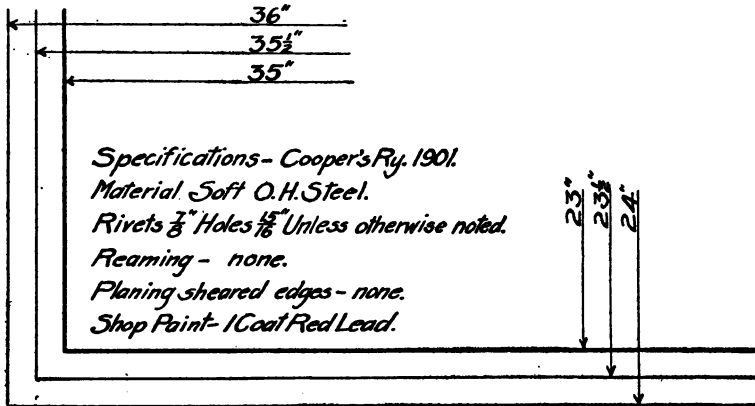 36"
35½"
35"
Specifications - Cooper's Ry. 1901.
Material Soft O.H. Steel.
Rivets ⅞" Holes 15/16" Unless otherwise noted.
Reaming - none.
Planing sheared edges - none.
Shop Paint - 1 Coat Red Lead.
23"
23½"
24"